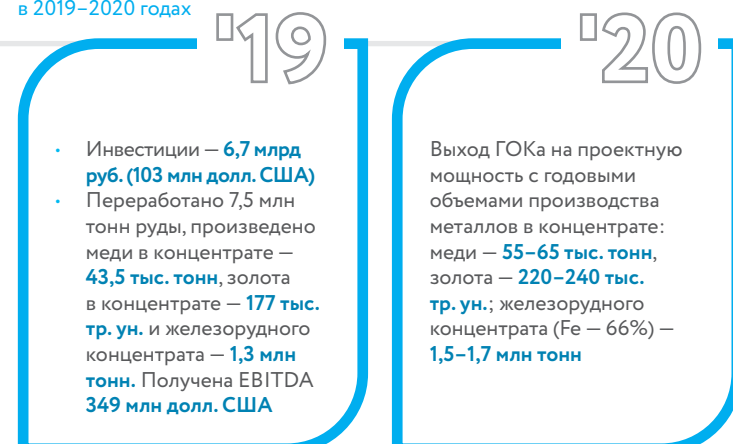 в 2019–2020 годах
'19
• Инвестиции — 6,7 млрд
руб. (103 млн долл. США)
• Переработано 7,5 млн
тонн руды, произведено
меди в концентрате —
43,5 тыс. тонн, золота
в концентрате — 177 тыс.
тр. ун. и железорудного
концентрата — 1,3 млн
тонн. Получена EBITDA
349 млн долл. США
'20
Выход ГОКа на проектную
мощность с годовыми
объемами производства
металлов в концентрате:
меди — 55–65 тыс. тонн,
золота — 220–240 тыс.
тр. ун.; железорудного
концентрата (Fe — 66%) —
1,5–1,7 млн тонн